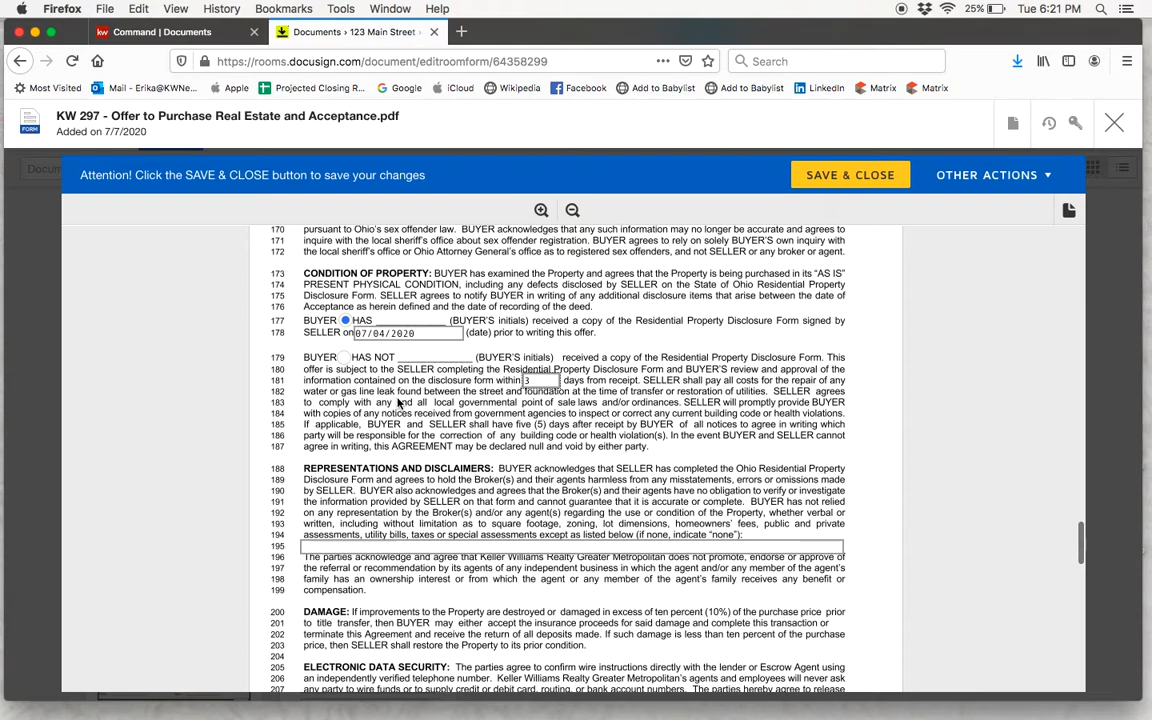 Firefox File Edit View History Bookmarks Tools Window Help 25% Tue 6:21 PM
kw Command | Documents Documents › 123 Main Street
https://rooms.docusign.com/document/editroomform/64358299 Search
Most Visited Mail - Erika@KWNe... Apple Projected Closing R... Google iCloud Wikipedia Facebook Add to Babylist Add to Babylist LinkedIn Matrix Matrix
FORM
KW 297 - Offer to Purchase Real Estate and Acceptance.pdf
Added on 7/7/2020
Docum
Attention! Click the SAVE & CLOSE button to save your changes SAVE & CLOSE OTHER ACTIONS
170 pursuant to Ohio's sex offender law. BUYER acknowledges that any such information may no longer be accurate and agrees to
171 inquire with the local sheriff's office about sex offender registration. BUYER agrees to rely on solely BUYER'S own inquiry with
172 the local sheriff's office or Ohio Attorney General's office as to registered sex offenders, and not SELLER or any broker or agent.
173 CONDITION OF PROPERTY: BUYER has examined the Property and agrees that the Property is being purchased in its "AS IS"
174 PRESENT PHYSICAL CONDITION, including any defects disclosed by SELLER on the State of Ohio Residential Property
175 Disclosure Form. SELLER agrees to notify BUYER in writing of any additional disclosure items that arise between the date of
176 Acceptance as herein defined and the date of recording of the deed.
177 BUYER HAS ____________ (BUYER'S initials) received a copy of the Residential Property Disclosure Form signed by
178 SELLER on 07/04/2020 (date) prior to writing this offer.
179 BUYER HAS NOT _____________ (BUYER'S initials) received a copy of the Residential Property Disclosure Form. This
180 offer is subject to the SELLER completing the Residential Property Disclosure Form and BUYER'S review and approval of the
181 information contained on the disclosure form within 3 days from receipt. SELLER shall pay all costs for the repair of any
182 water or gas line leak found between the street and foundation at the time of transfer or restoration of utilities. SELLER agrees
183 to comply with any and all local governmental point of sale laws and/or ordinances. SELLER will promptly provide BUYER
184 with copies of any notices received from government agencies to inspect or correct any current building code or health violations.
185 If applicable, BUYER and SELLER shall have five (5) days after receipt by BUYER of all notices to agree in writing which
186 party will be responsible for the correction of any building code or health violation(s). In the event BUYER and SELLER cannot
187 agree in writing, this AGREEMENT may be declared null and void by either party.
188 REPRESENTATIONS AND DISCLAIMERS: BUYER acknowledges that SELLER has completed the Ohio Residential Property
189 Disclosure Form and agrees to hold the Broker(s) and their agents harmless from any misstatements, errors or omissions made
190 by SELLER. BUYER also acknowledges and agrees that the Broker(s) and their agents have no obligation to verify or investigate
191 the information provided by SELLER on that form and cannot guarantee that it is accurate or complete. BUYER has not relied
192 on any representation by the Broker(s) and/or any agent(s) regarding the use or condition of the Property, whether verbal or
193 written, including without limitation as to square footage, zoning, lot dimensions, homeowners' fees, public and private
194 assessments, utility bills, taxes or special assessments except as listed below (if none, indicate "none"):
195
196 The parties acknowledge and agree that Keller Williams Realty Greater Metropolitan does not promote, endorse or approve of
197 the referral or recommendation by its agents of any independent business in which the agent and/or any member of the agent's
198 family has an ownership interest or from which the agent or any member of the agent's family receives any benefit or
199 compensation.
200 DAMAGE: If improvements to the Property are destroyed or damaged in excess of ten percent (10%) of the purchase price prior
201 to title transfer, then BUYER may either accept the insurance proceeds for said damage and complete this transaction or
202 terminate this Agreement and receive the return of all deposits made. If such damage is less than ten percent of the purchase
203 price, then SELLER shall restore the Property to its prior condition.
204
205 ELECTRONIC DATA SECURITY: The parties agree to confirm wire instructions directly with the lender or Escrow Agent using
206 an independently verified telephone number. Keller Williams Realty Greater Metropolitan's agents and employees will never ask
207 any party to wire funds or to supply credit or debit card, routing, or bank account numbers. The parties hereby agree to release